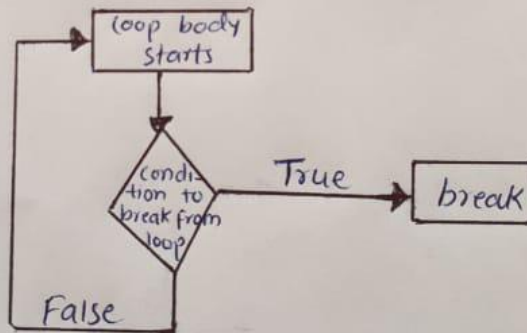 loop body
starts
condi-
tion to
break from
loop
True
break
False